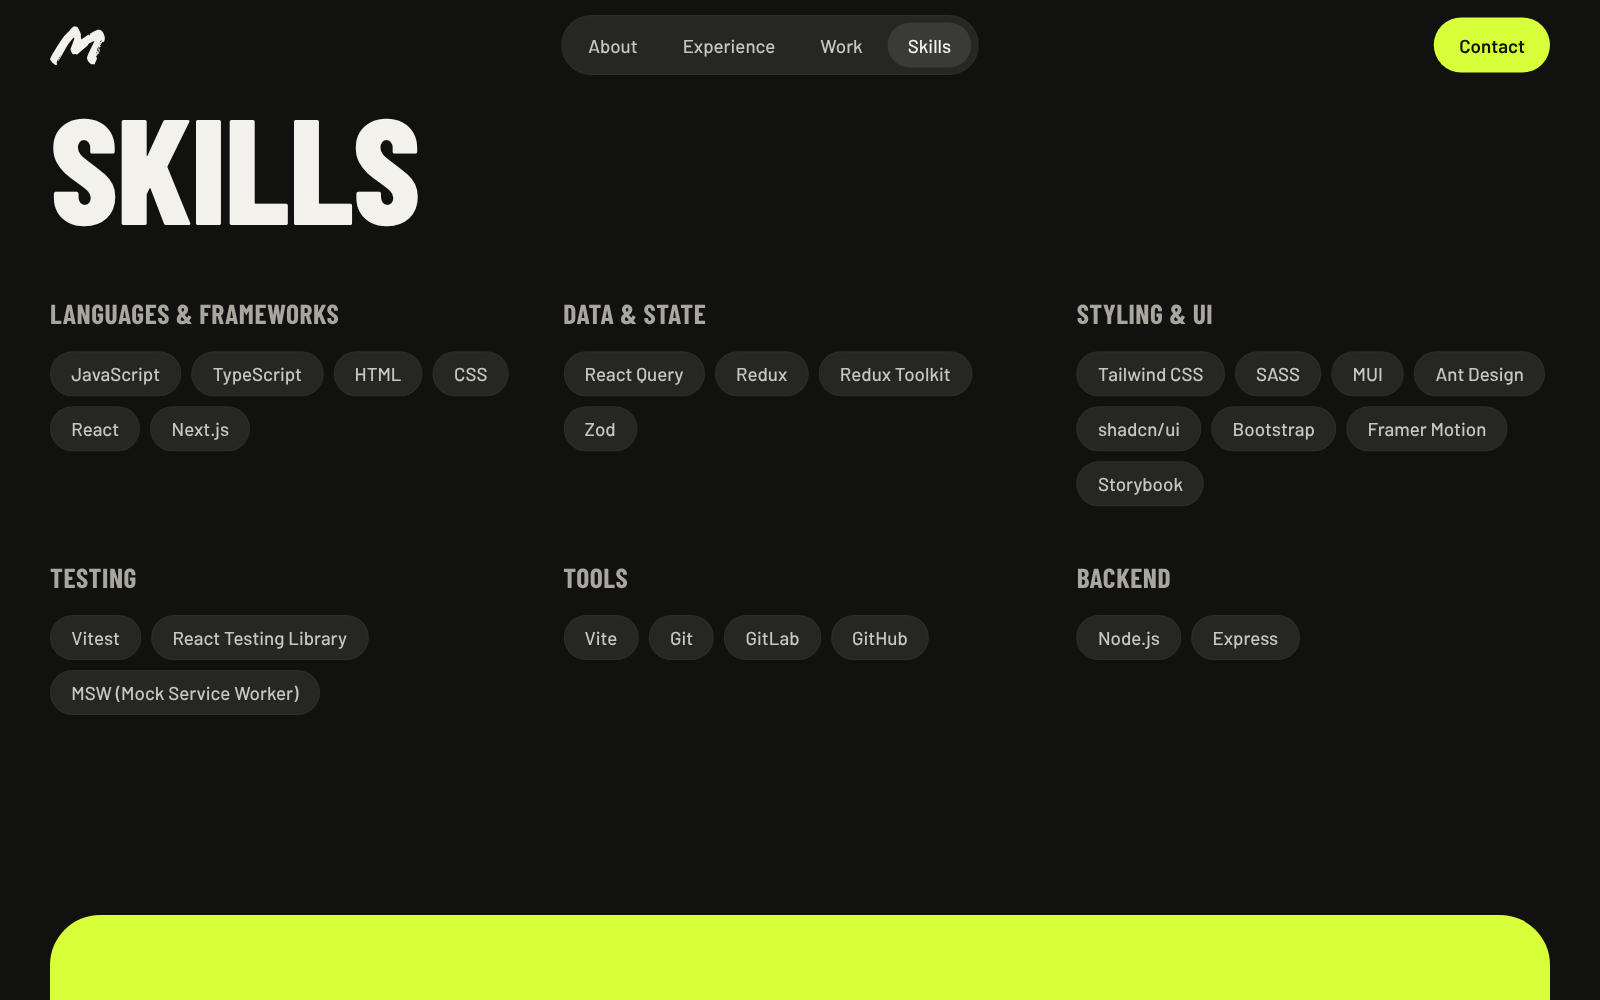 M
About Experience Work Skills
Contact
SKILLS
LANGUAGES & FRAMEWORKS
JavaScript TypeScript HTML CSS
React Next.js
DATA & STATE
React Query Redux Redux Toolkit
Zod
STYLING & UI
Tailwind CSS SASS MUI Ant Design
shadcn/ui Bootstrap Framer Motion
Storybook
TESTING
Vitest React Testing Library
MSW (Mock Service Worker)
TOOLS
Vite Git GitLab GitHub
BACKEND
Node.js Express